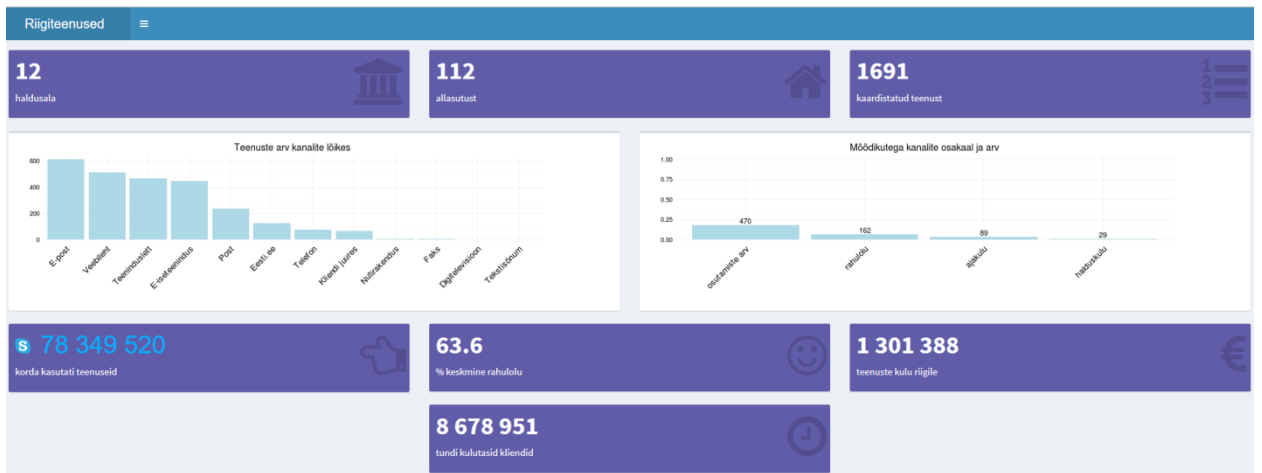 Riigiteenused
12
haldusala
112
allasutust
1691
kaardistatud teenust
1
2
3
Teenuste arv kanalite lõikes
600
400
200
0
E-post
Veebileht
Teeninduslett
E-iseteenindus
Post
Eesti.ee
Telefon
Kliendi juures
Nutirakendus
Faks
Digitelevisioon
Tekstisõnum
Mõõdikutega kanalite osakaal ja arv
1.00
0.75
0.50
0.25
0.00
470
162
89
29
osutamiste arv
rahulolu
ajakulu
halduskulu
S 78 349 520
korda kasutati teenuseid
63.6
% keskmine rahulolu
1 301 388
teenuste kulu riigile
€
8 678 951
tundi kulutasid kliendid